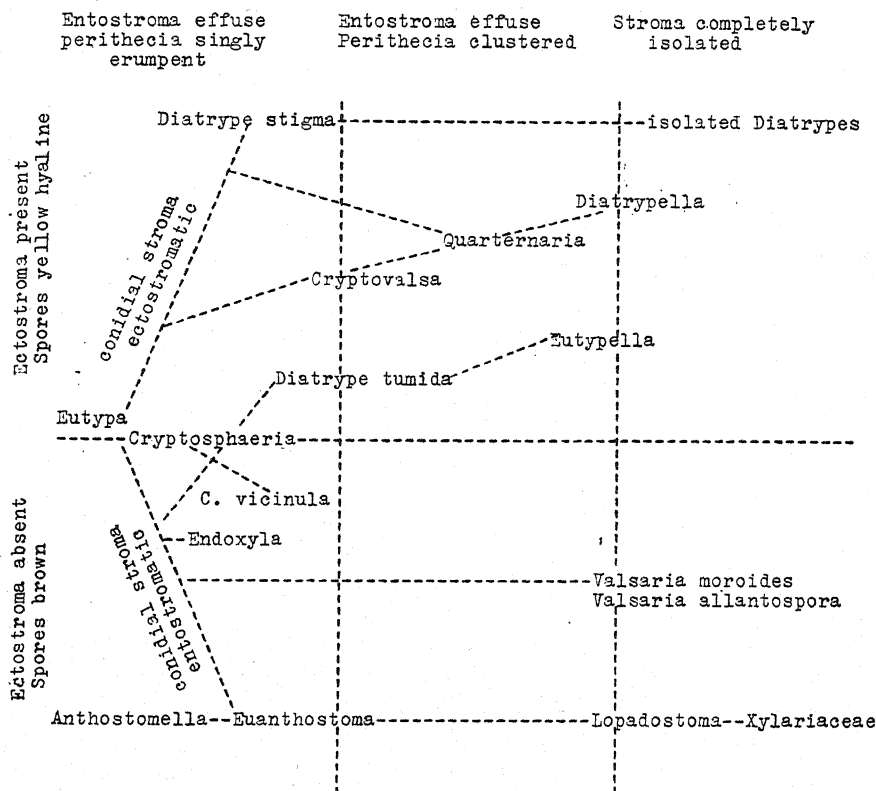 Entostroma effuse
perithecia singly
erumpent
Entostroma effuse
Perithecia clustered
Stroma completely
isolated
Ectostroma present
Spores yellow hyaline
Diatrype stigma
isolated Diatrypes
conidial stroma
ectostromatic
Diatrypella
Quarternaria
Cryptovalsa
Eutypella
Diatrype tumida
Eutypa
Cryptosphaeria
C. vicinula
Ectostroma absent
Spores brown
Endoxyla
conidial stroma
entostromatic
Valsaria moroides
Valsaria allantospora
Anthostomella--Euanthostoma
Lopadostoma--Xylariaceae